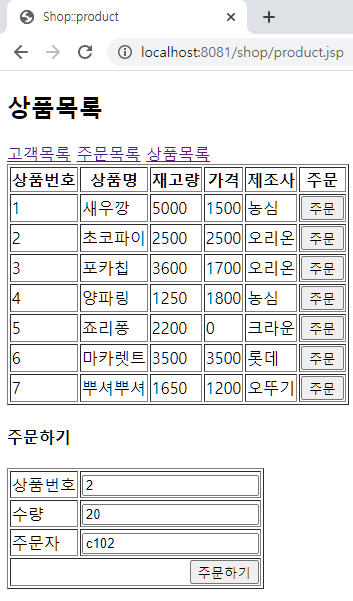 Shop::product
localhost:8081/shop/product.jsp
상품목록
고객목록 주문목록 상품목록
상품번호 상품명 재고량 가격 제조사 주문
1 새우깡 5000 1500 농심 주문
2 초코파이 2500 2500 오리온 주문
3 포카칩 3600 1700 오리온 주문
4 양파링 1250 1800 농심 주문
5 죠리퐁 2200 0 크라운 주문
6 마카렛트 3500 3500 롯데 주문
7 뿌셔뿌셔 1650 1200 오뚜기 주문
주문하기
상품번호 2
수량 20
주문자 c102
주문하기